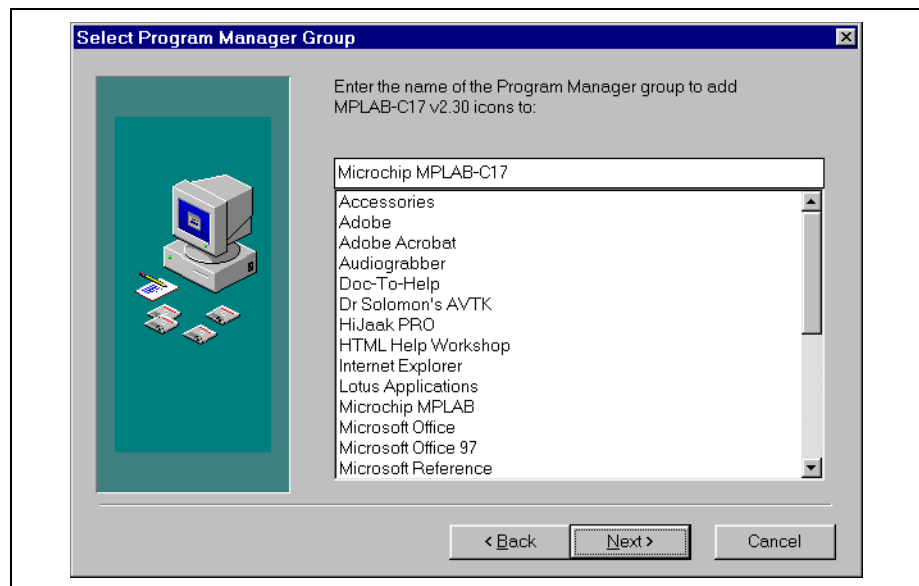 Select Program Manager Group
Enter the name of the Program Manager group to add
MPLAB-C17 v2.30 icons to:
Microchip MPLAB-C17
Accessories
Adobe
Adobe Acrobat
Audiograbber
Doc-To-Help
Dr Solomon's AVTK
HiJaak PRO
HTML Help Workshop
Internet Explorer
Lotus Applications
Microchip MPLAB
Microsoft Office
Microsoft Office 97
Microsoft Reference
< Back Next > Cancel